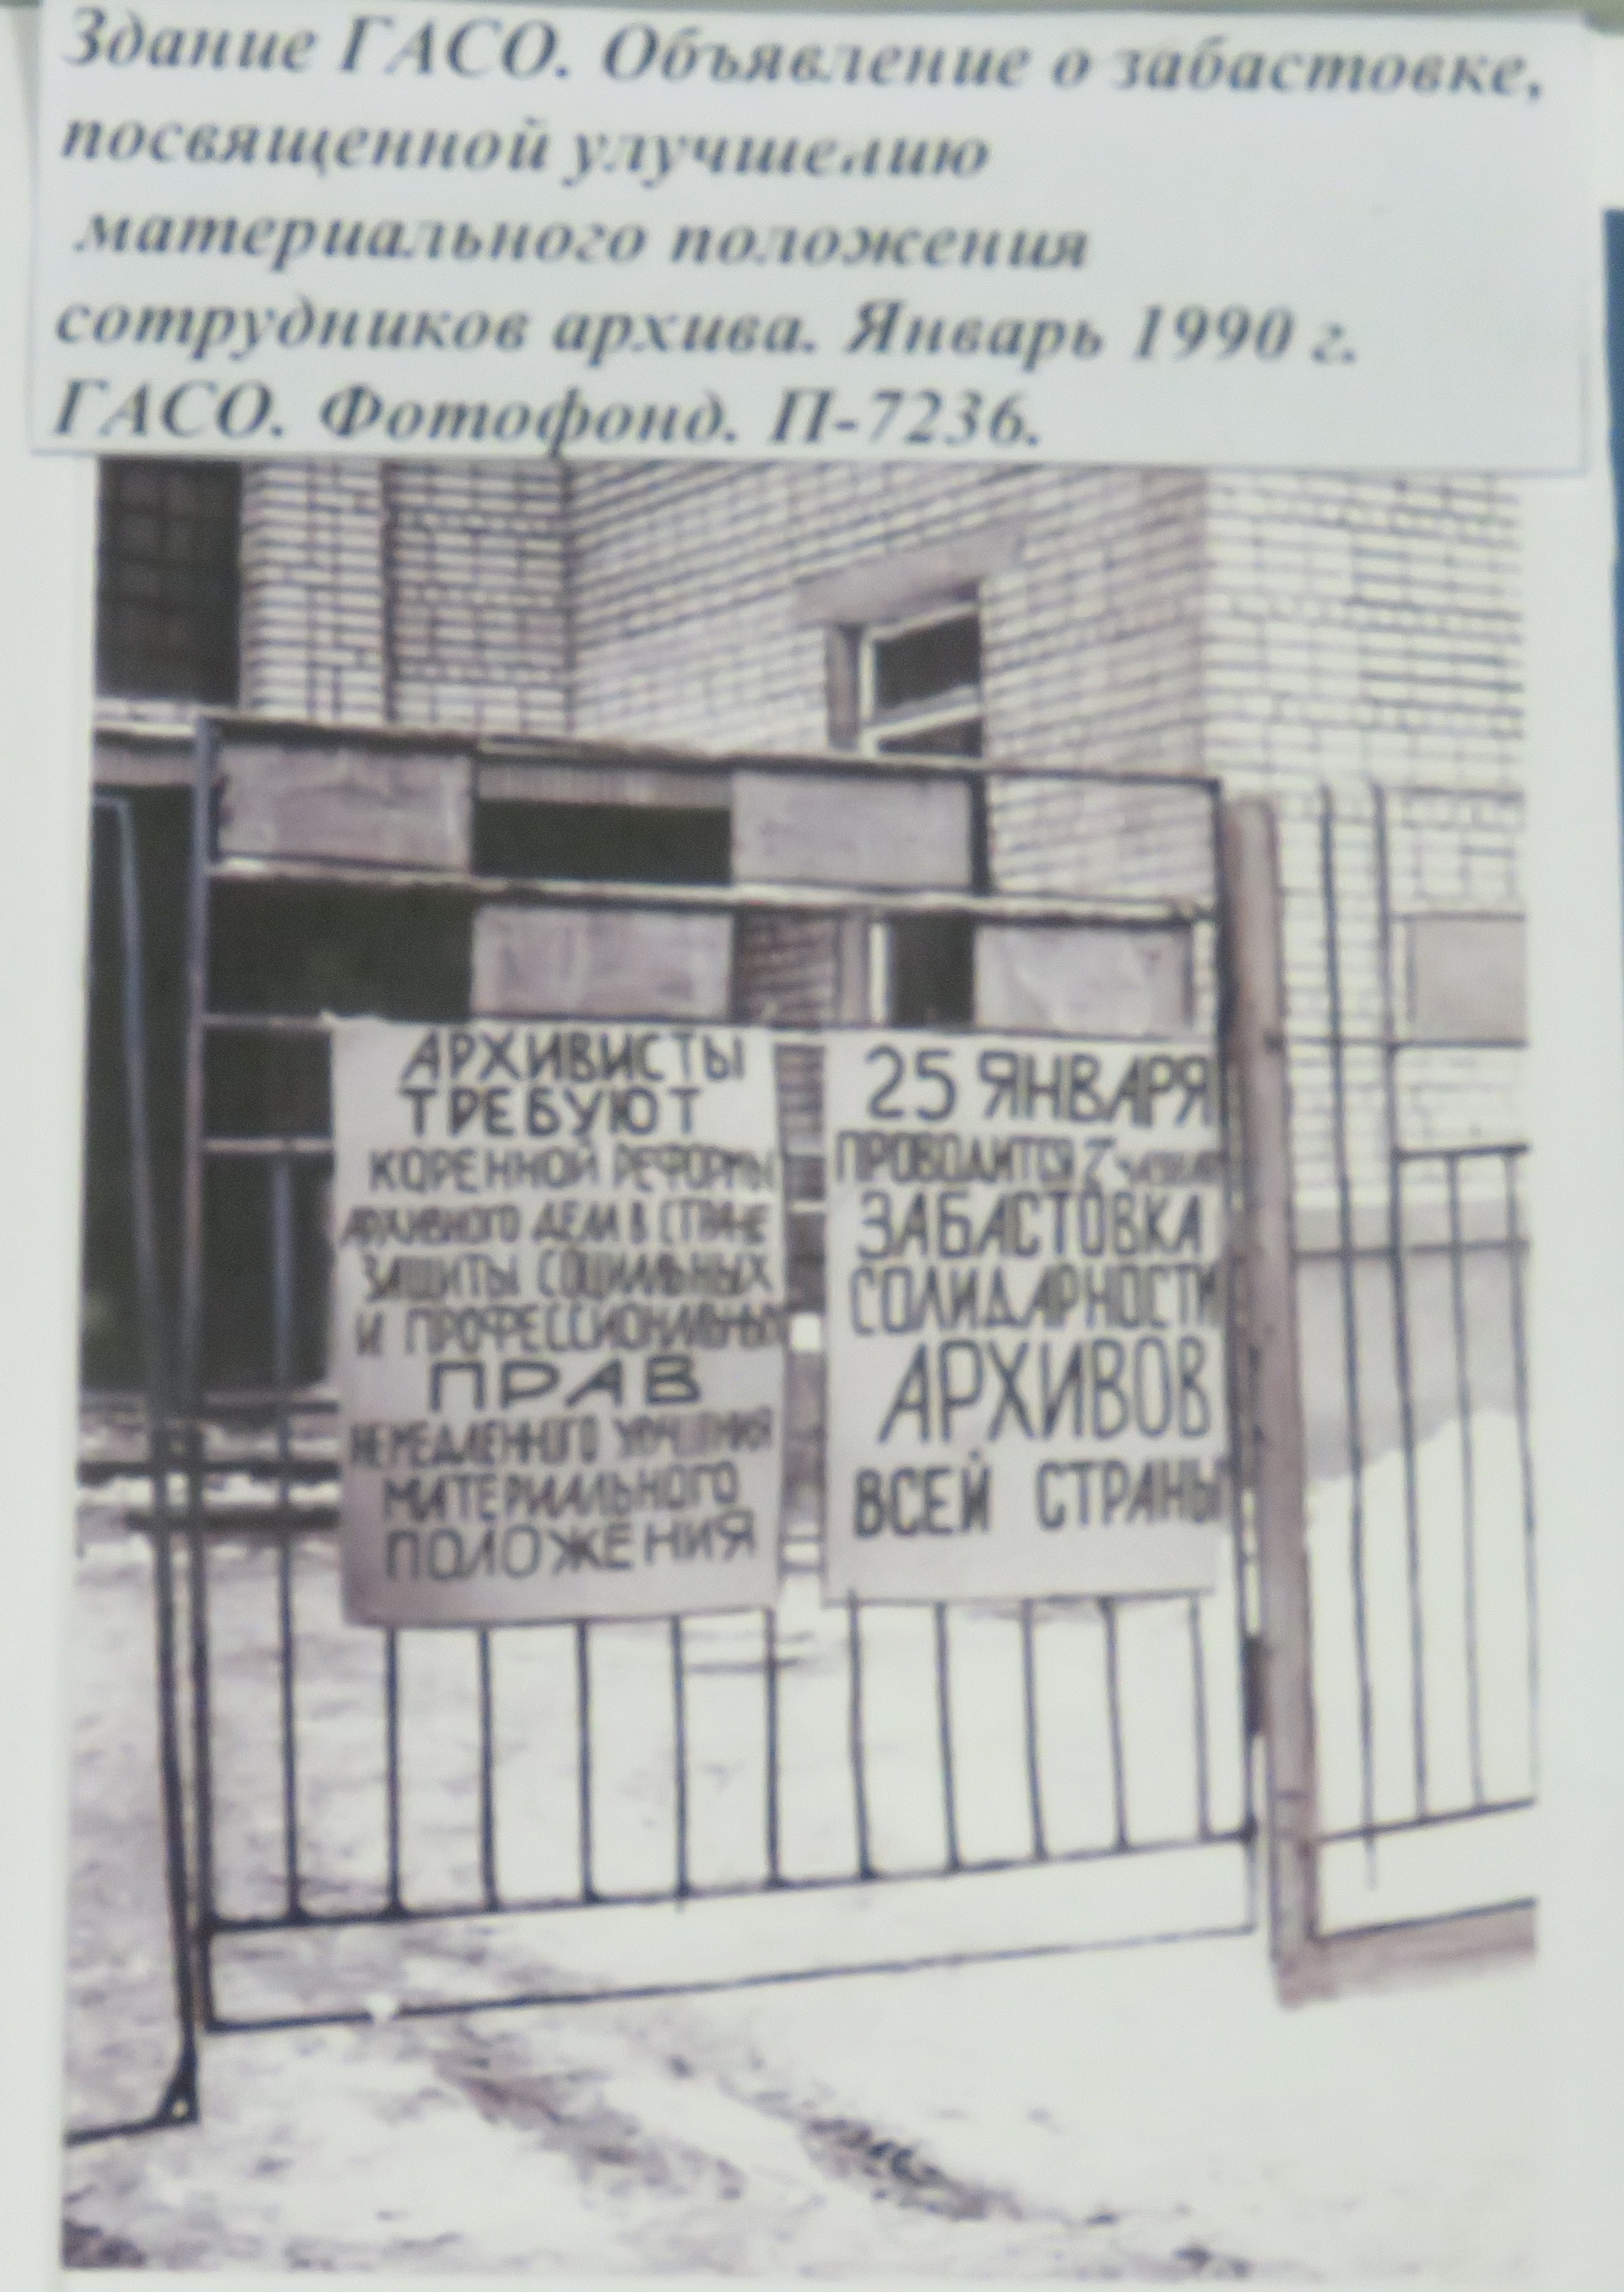 Здание ГАСО. Объявление о забастовке,
посвященной улучшению
материального положения
сотрудников архива. Январь 1990 г.
ГАСО. Фотофонд. П-7236.
АРХИВИСТЫ
ТРЕБУЮТ
КОРЕННОЙ РЕФОРМЫ
АРХИВНОГО ДЕЛА В СТРАНЕ
ЗАЩИТЫ СОЦИАЛЬНЫХ
И ПРОФЕССИОНАЛЬНЫХ
ПРАВ
НЕМЕДЛЕННОГО УЛУЧШЕНИЯ
МАТЕРИАЛЬНОГО
ПОЛОЖЕНИЯ
25 ЯНВАРЯ
ПРОВОДИТСЯ
ЗАБАСТОВКА
СОЛИДАРНОСТИ
АРХИВОВ
ВСЕЙ СТРАНЫ